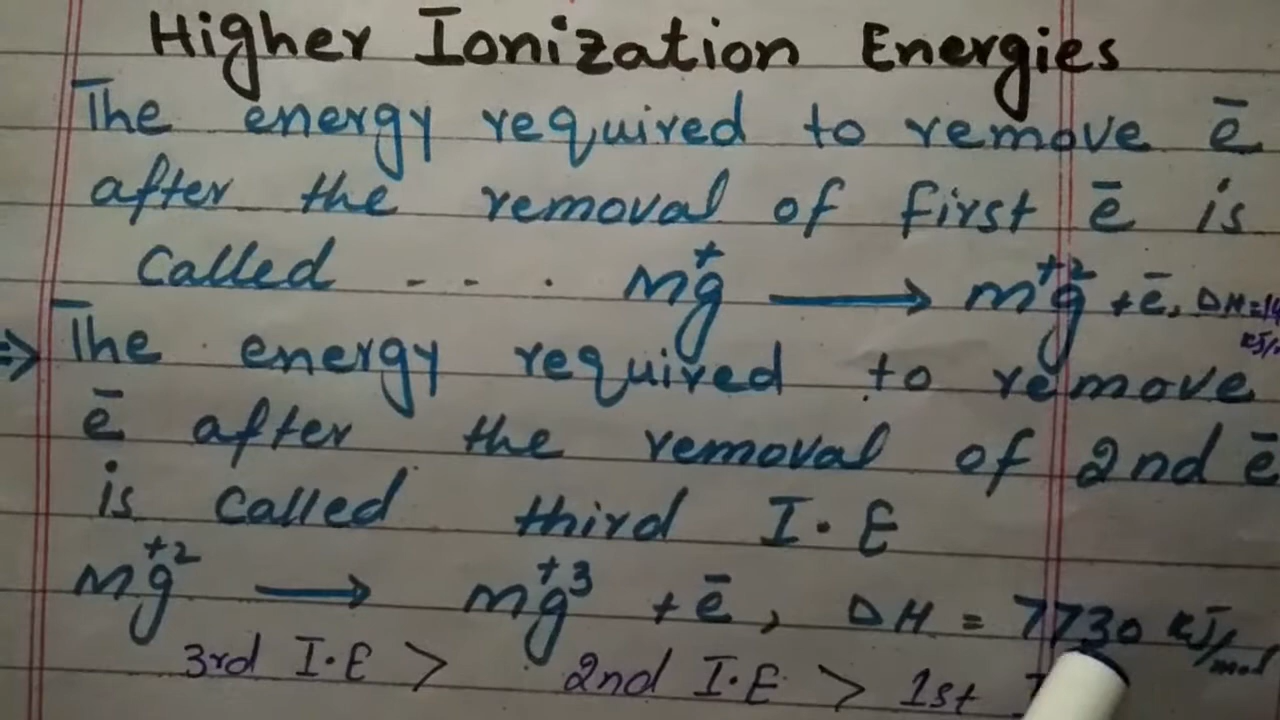 Higher Ionization Energies
The energy required to remove ē
after the removal of first ē is
called - - - . mg⁺ ⟶ mg⁺² + ē, ΔH=
The energy required to remove
ē after the removal of 2nd ē
is called third I.E
mg⁺² ⟶ mg⁺³ + ē, ΔH = 7730 kJ/mol
3rd I.E > 2nd I.E > 1st